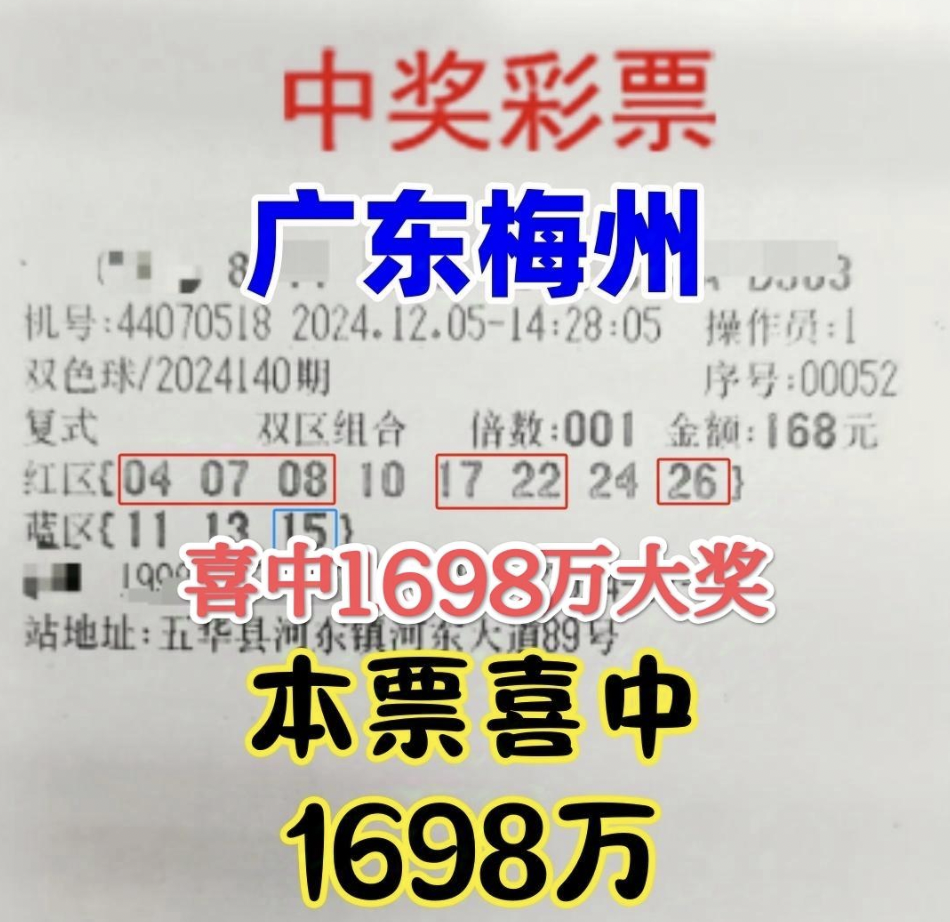 中奖彩票
广东梅州
机号:44070518 2024.12.05-14:28:05 操作员:1
双色球/2024140期 序号:00052
复式 双区组合 倍数:001 金额:168元
红区{04 07 08 10 17 22 24 26}
蓝区{11 13 15}
喜中1698万大奖
站地址:五华县河东镇河东大道89号
本票喜中
1698万